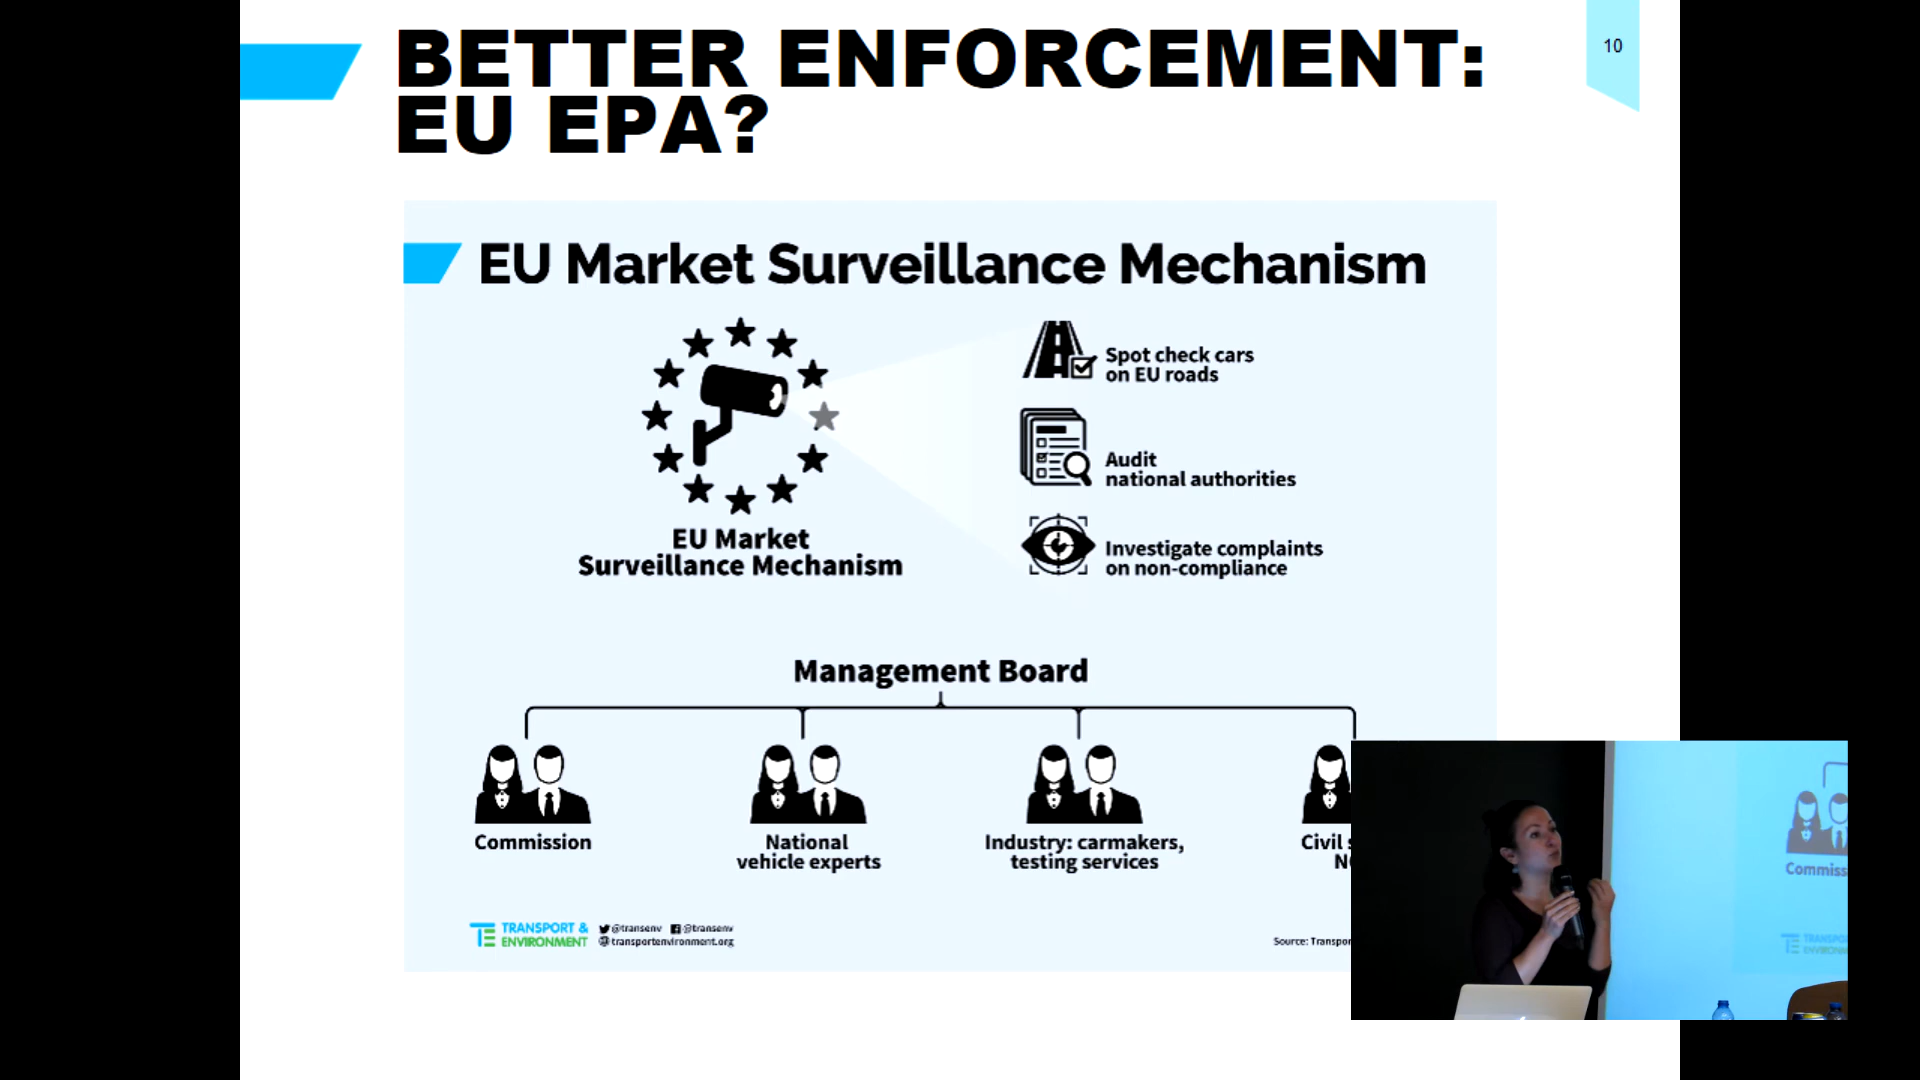 BETTER ENFORCEMENT:
EU EPA?
10
EU Market Surveillance Mechanism
Spot check cars
on EU roads
Audit
national authorities
Investigate complaints
on non-compliance
EU Market
Surveillance Mechanism
Management Board
Commission
National
vehicle experts
Industry: carmakers,
testing services
Civil
TRANSPORT &
ENVIRONMENT
@transenv @transenv
transportenvironment.org
Source: